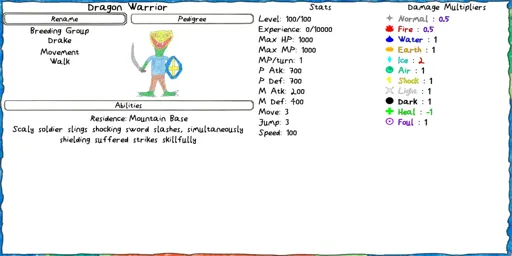 Dragon Warrior
Rename
Pedigree
Breeding Group
Drake
Movement
Walk
Abilities
Residence: Mountain Base
Scaly soldier slings shocking sword slashes, simultaneously
shielding suffered strikes skillfully
Stats
Level: 100/100
Experience: 0/10000
Max HP: 1000
Max MP: 1000
MP/turn: 1
P Atk: 700
P Def: 700
M Atk: 200
M Def: 400
Move: 3
Jump: 3
Speed: 100
Damage Multipliers
Normal : 0.5
Fire : 0.5
Water : 1
Earth : 1
Ice : 2
Air : 1
Shock : 1
Light : 1
Dark : 1
Heal : -1
Foul : 1